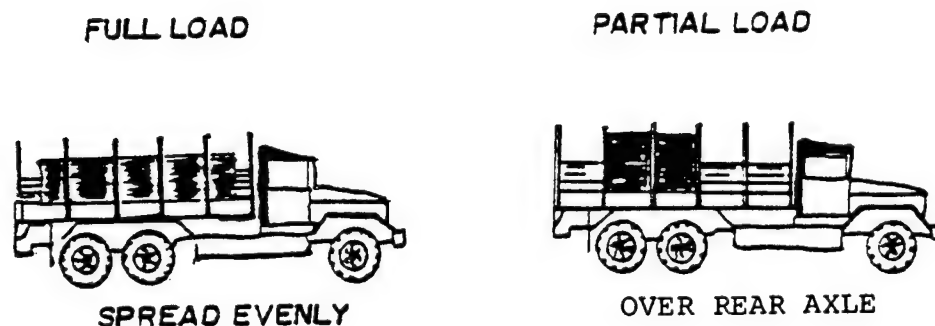 FULL LOAD
PARTIAL LOAD
SPREAD EVENLY
OVER REAR AXLE